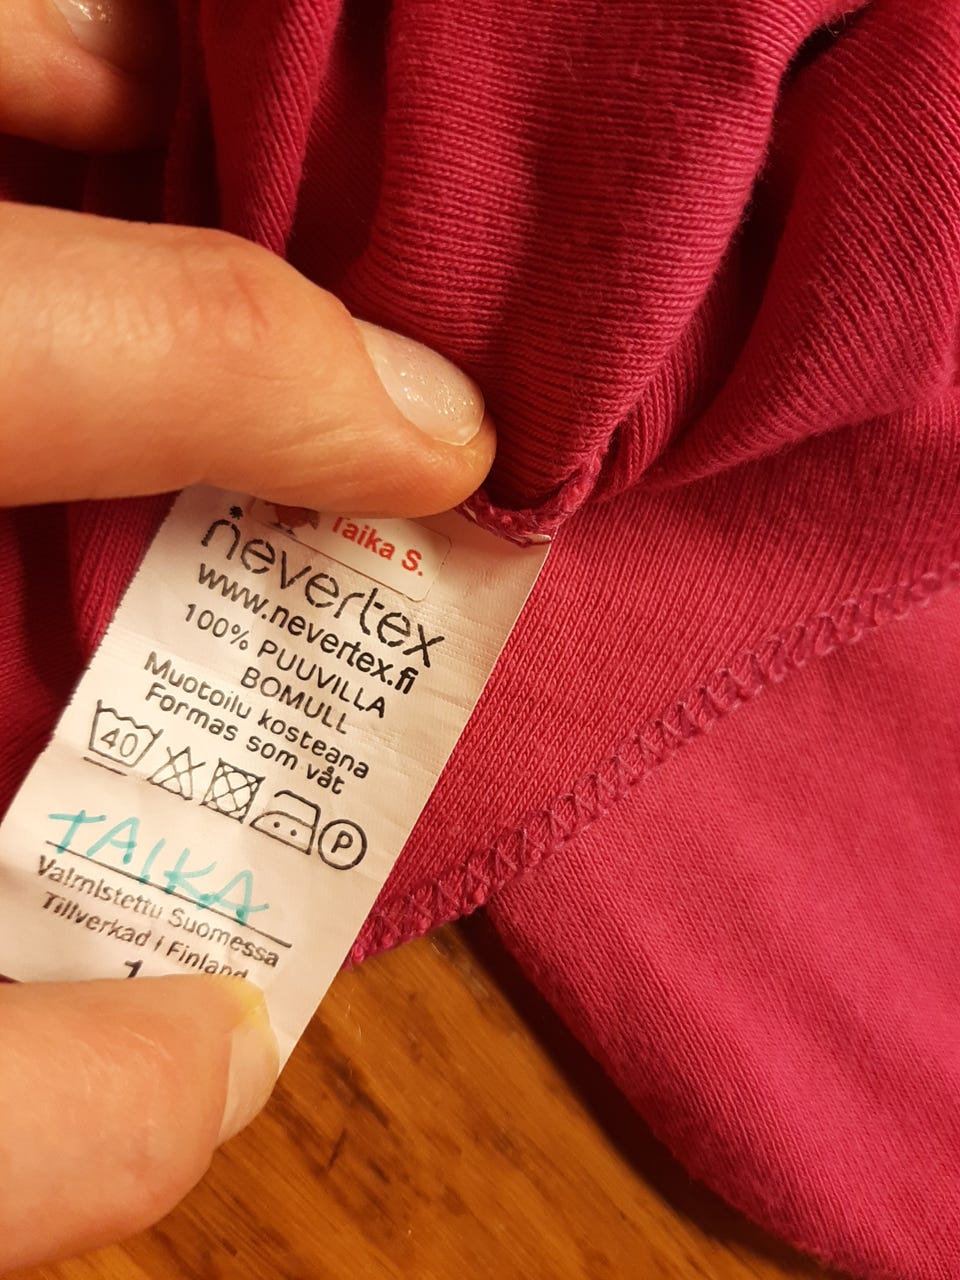 Taika S.
nevertex
www.nevertex.fi
100% PUUVILLA
BOMULL
Muotoilu kosteana
Formas som våt
40
P
TAIKA
Valmistettu Suomessa
Tillverkad i Finland
1